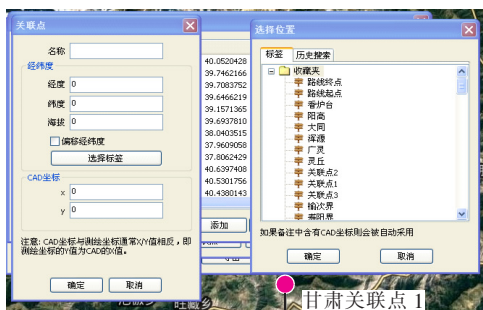 关联点
名称
经纬度
经度 0
纬度 0
海拔 0
偏移经纬度
选择标签
CAD坐标
x 0
y 0
注意: CAD坐标与测绘坐标通常X/Y值相反，即
测绘坐标的Y值为CAD的X值。
确定 取消
40.0520428
39.7462166
39.7083752
39.6466219
39.1571365
39.6937810
38.0403515
37.9609058
37.8062429
40.6397408
40.5301756
40.4380143
添加
选择位置
标签 历史搜索
收藏夹
路线终点
路线起点
看护台
阳高
大同
浑源
广灵
灵丘
关联点2
关联点1
关联点3
榆次界
寿阳界
如果备注中含有CAD坐标则会被自动采用
确定 取消
甘肃关联点 1